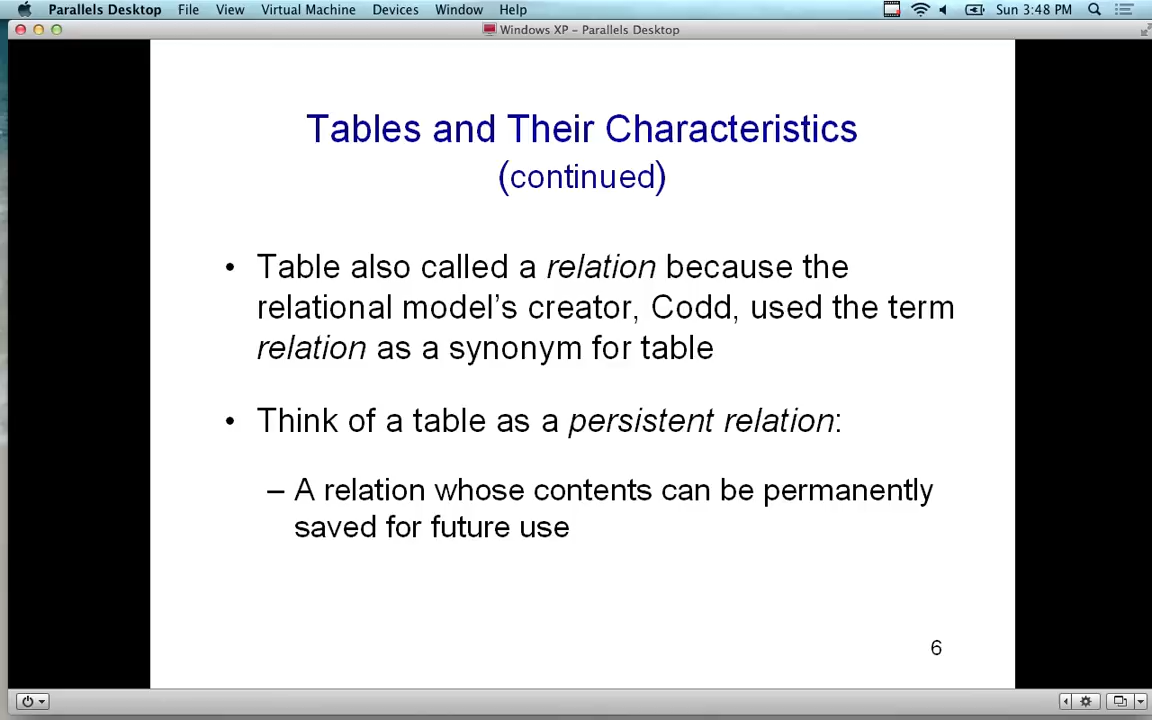 Parallels Desktop File View Virtual Machine Devices Window Help Sun 3:48 PM
Windows XP – Parallels Desktop
Tables and Their Characteristics
(continued)
• Table also called a relation because the
relational model’s creator, Codd, used the term
relation as a synonym for table
• Think of a table as a persistent relation:
– A relation whose contents can be permanently
saved for future use
6